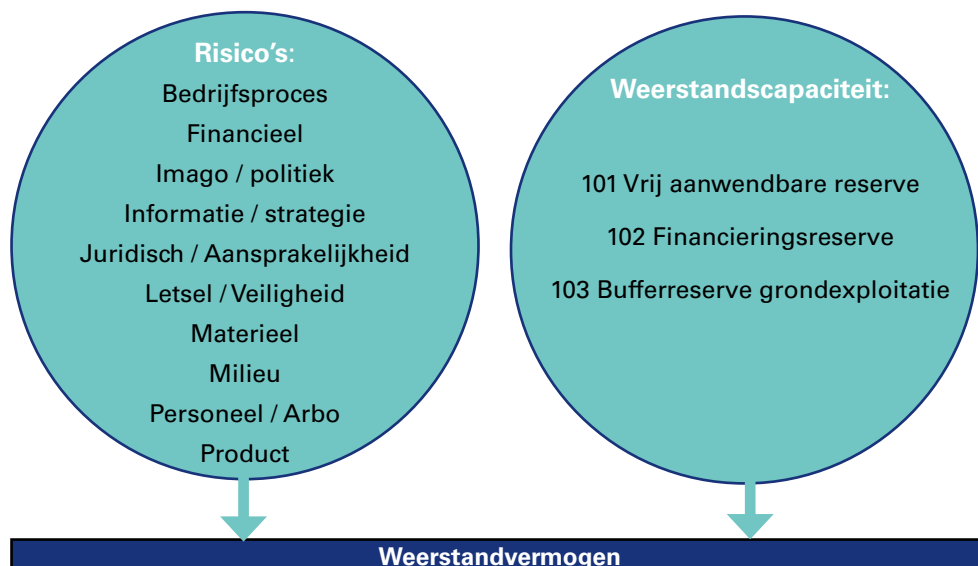 Risico's:
Bedrijfsproces
Financieel
Imago / politiek
Informatie / strategie
Juridisch / Aansprakelijkheid
Letsel / Veiligheid
Materieel
Milieu
Personeel / Arbo
Product
Weerstandscapaciteit:
101 Vrij aanwendbare reserve
102 Financieringsreserve
103 Bufferreserve grondexploitatie
Weerstandvermogen